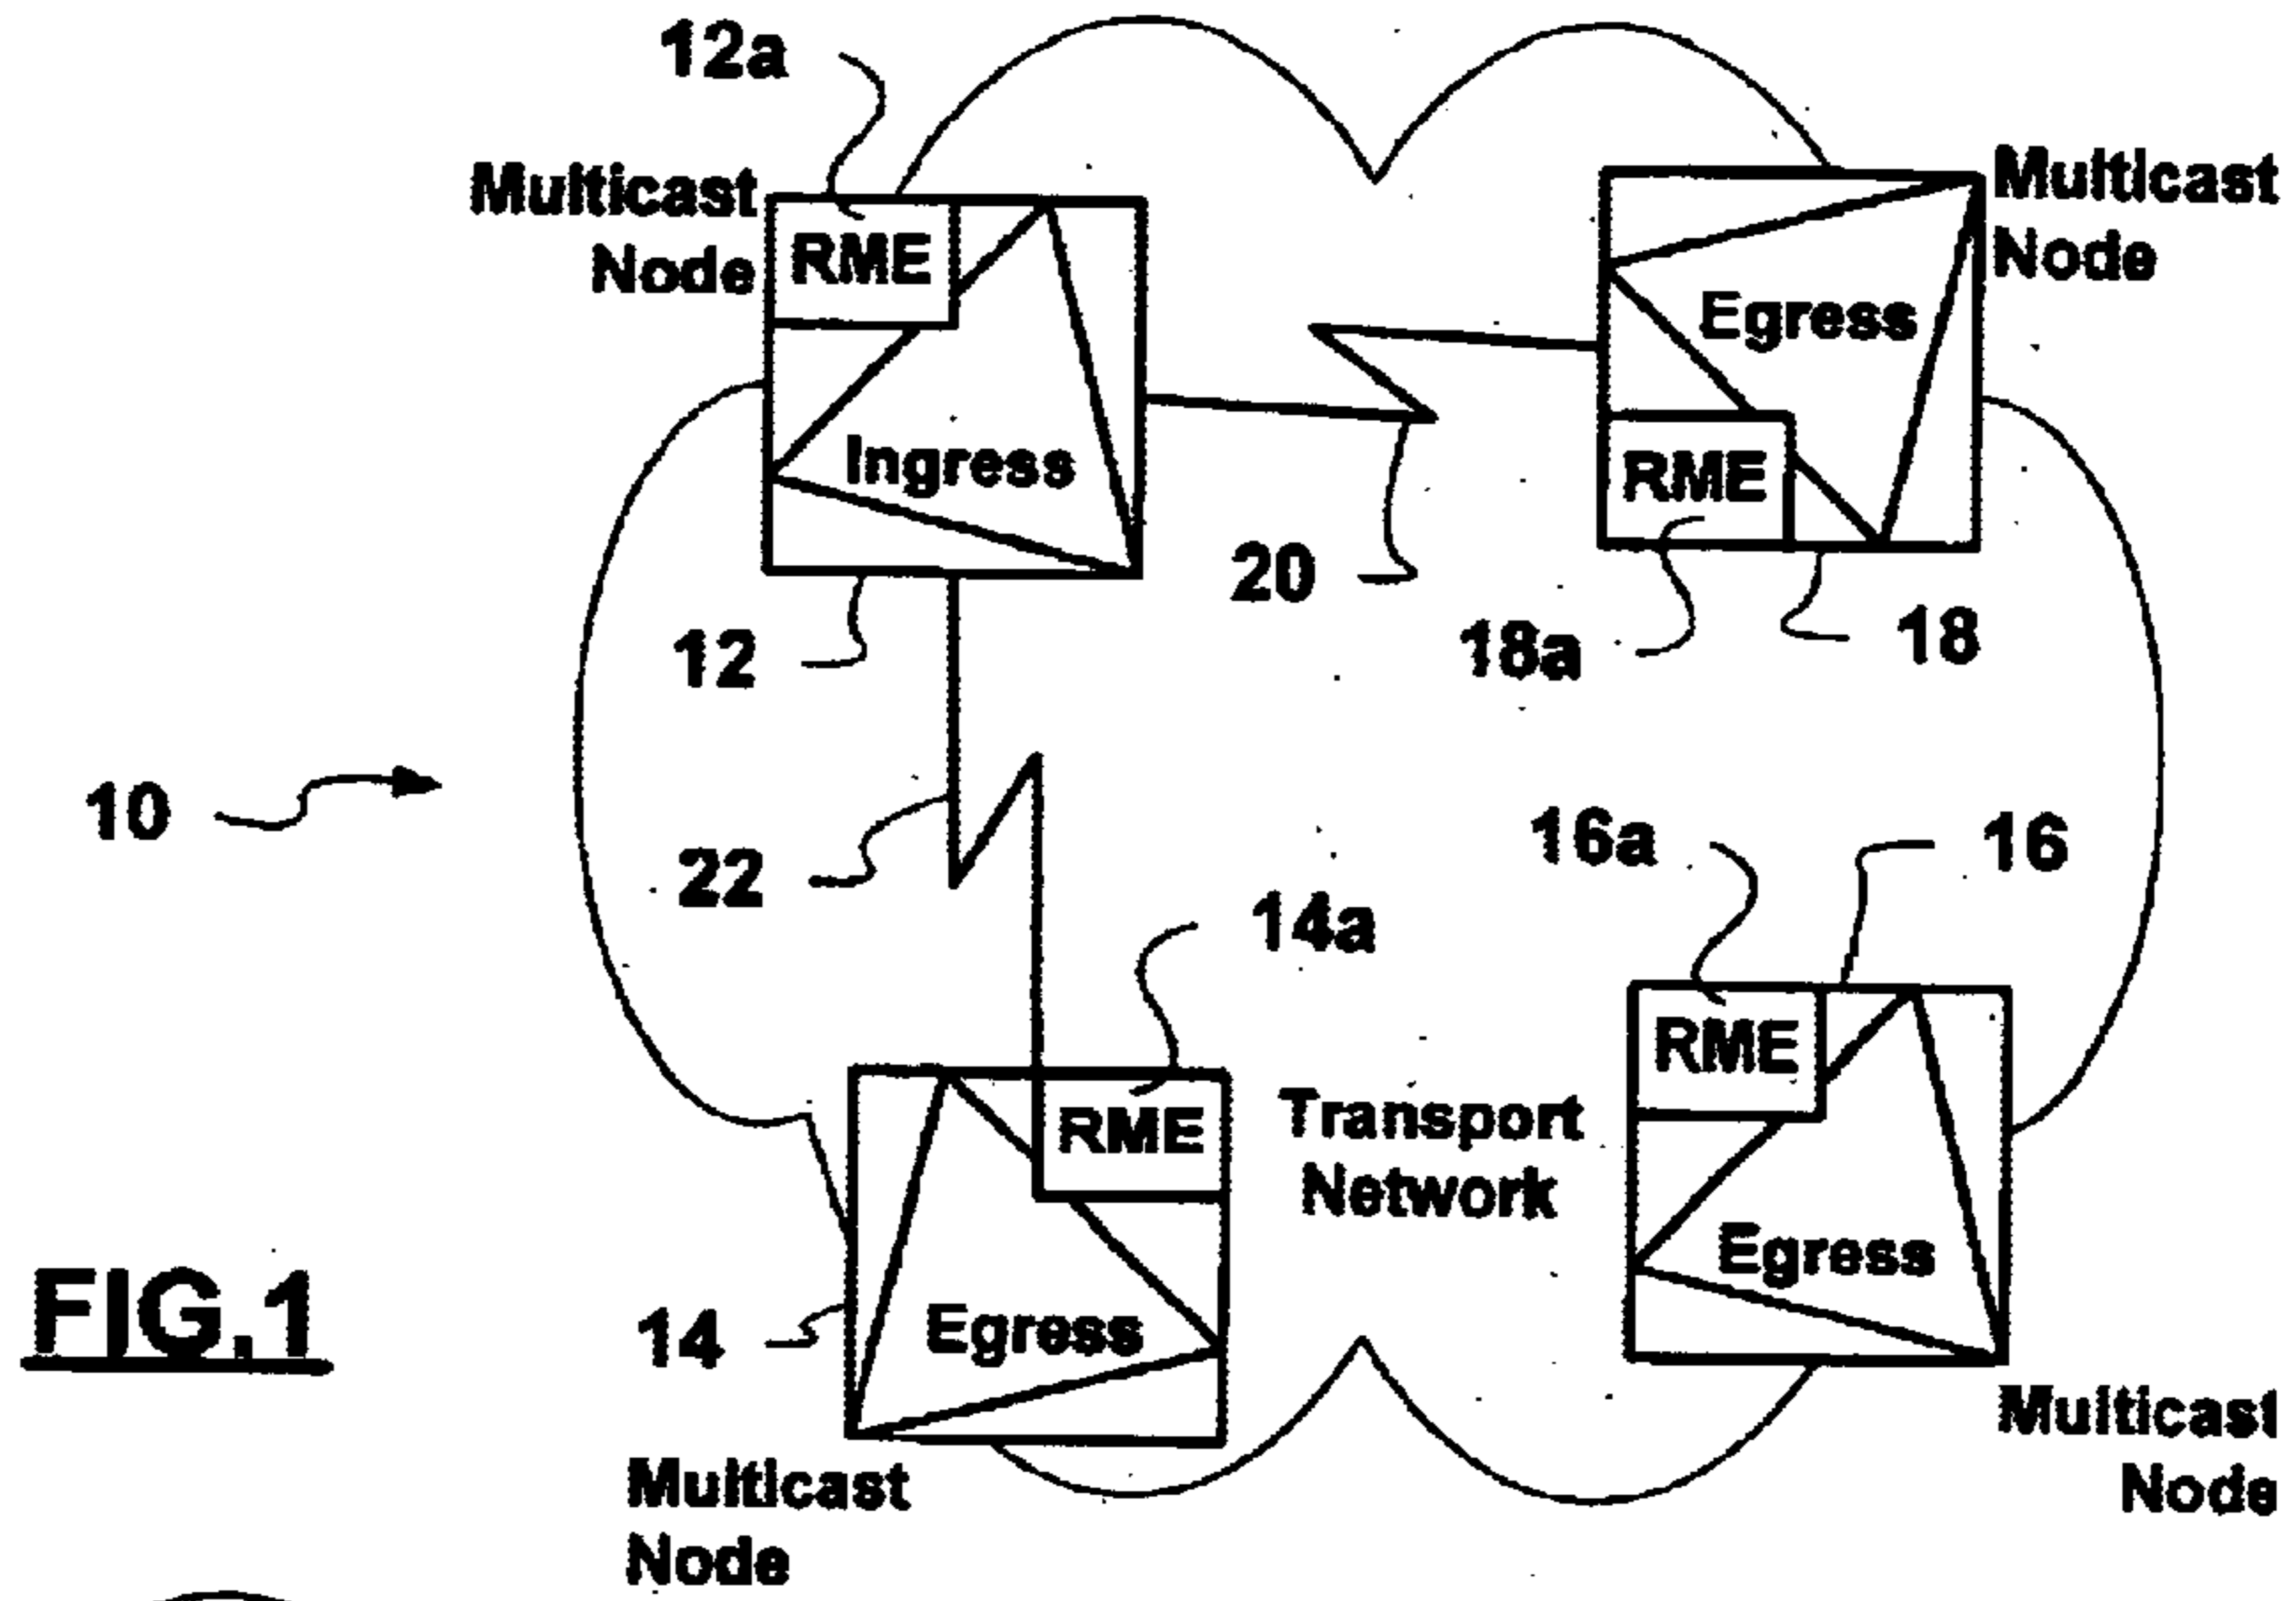 12a
Multicast
Node
RME
Ingress
Multicast
Node
Egress
RME
20
12
18a
18
10
22
16a
16
14a
RME
Transport
Network
RME
Egress
14
Egress
FIG.1
Multicast
Node
Multicast
Node